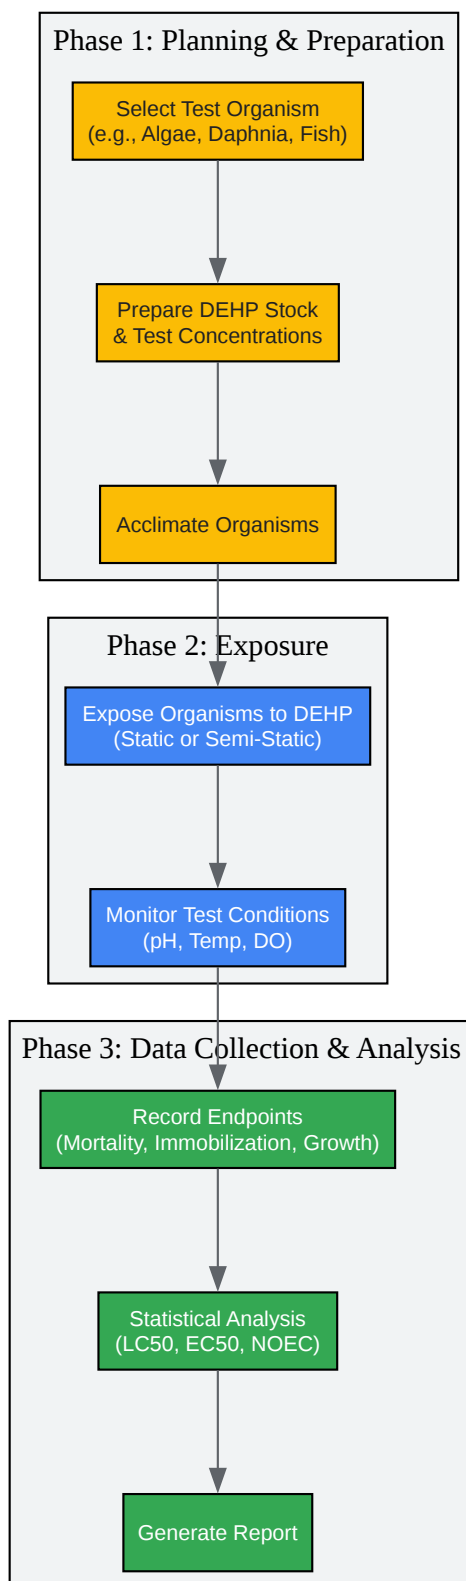 Phase 1: Planning & Preparation
Select Test Organism
(e.g., Algae, Daphnia, Fish)
Prepare DEHP Stock
& Test Concentrations
Acclimate Organisms
Phase 2: Exposure
Expose Organisms to DEHP
(Static or Semi-Static)
Monitor Test Conditions
(pH, Temp, DO)
Phase 3: Data Collection & Analysis
Record Endpoints
(Mortality, Immobilization, Growth)
Statistical Analysis
(LC50, EC50, NOEC)
Generate Report